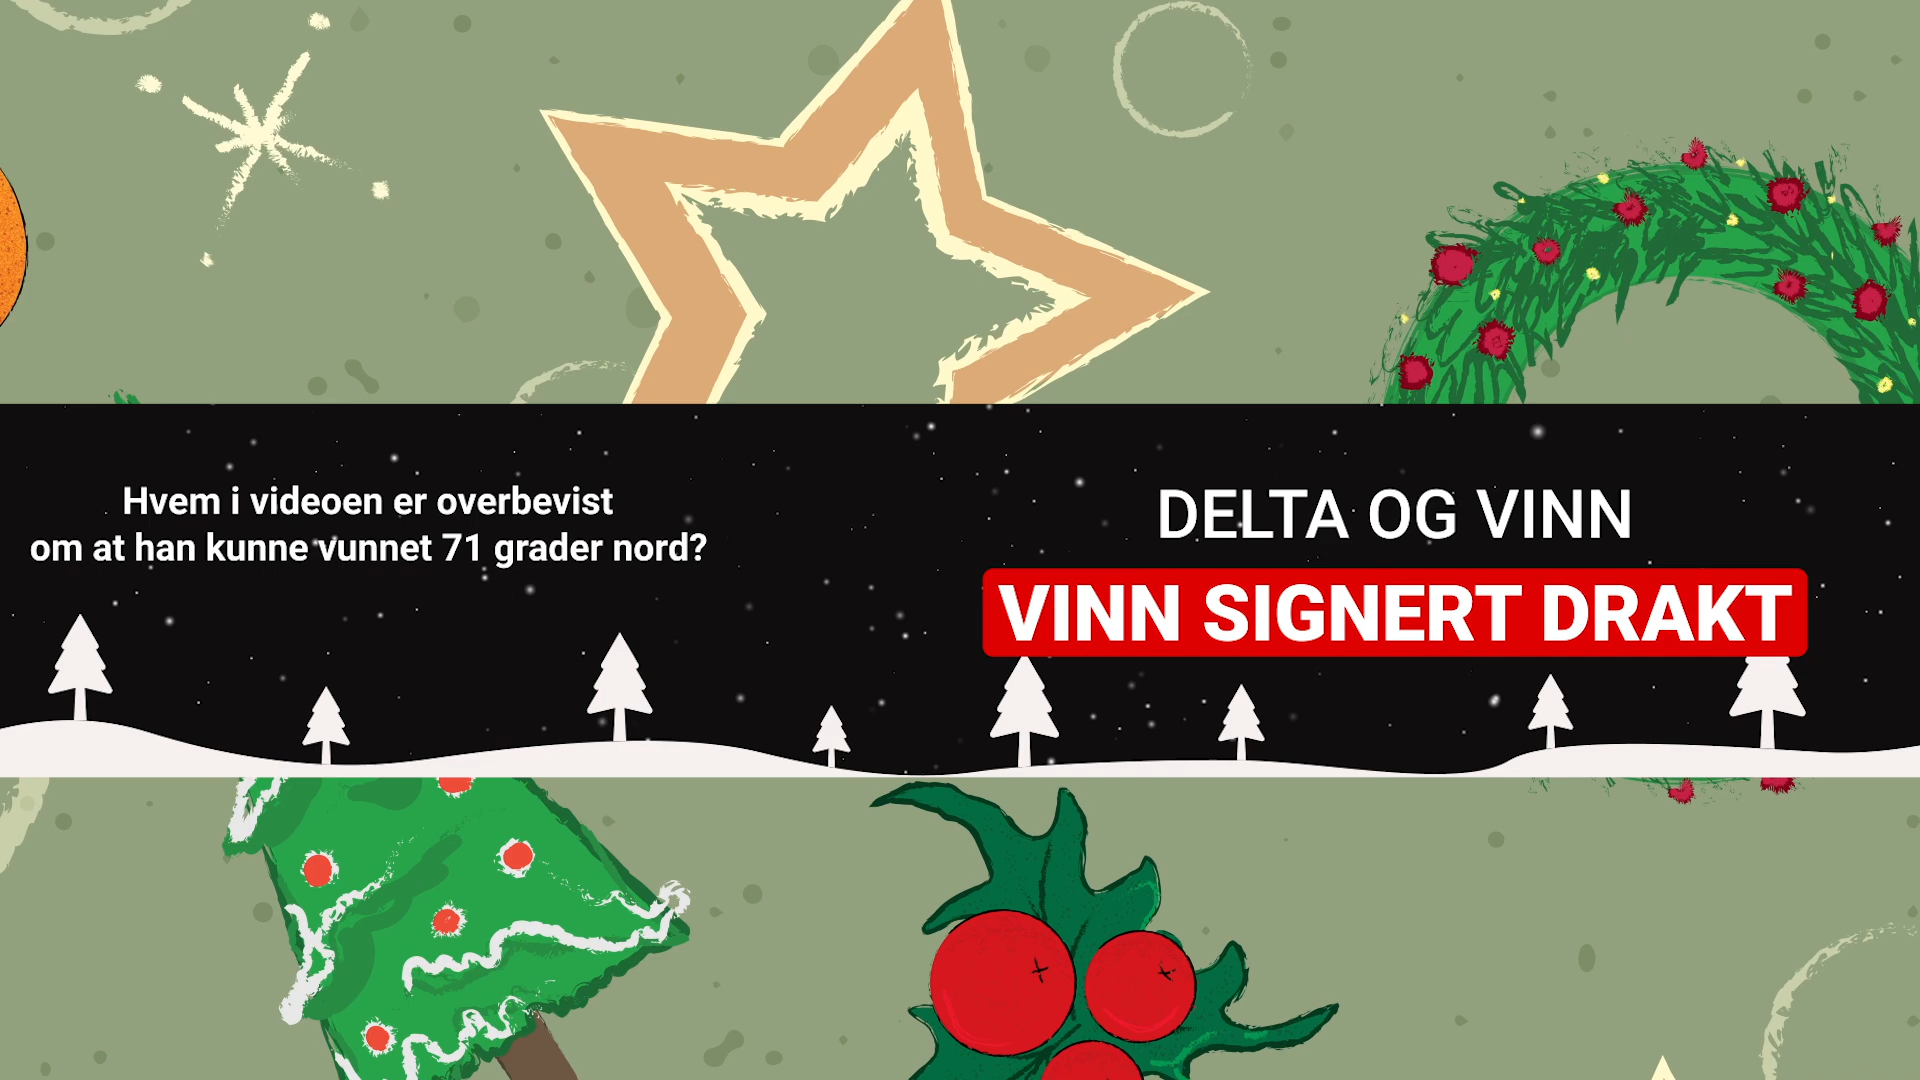 Hvem i videoen er overbevist
om at han kunne vunnet 71 grader nord?
DELTA OG VINN
VINN SIGNERT DRAKT